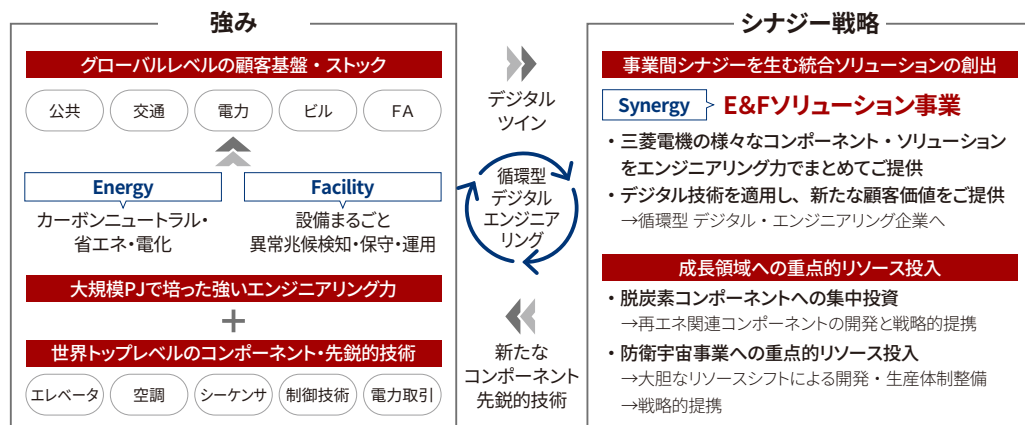 強み
グローバルレベルの顧客基盤・ストック
公共
交通
電力
ビル
FA
Energy
カーボンニュートラル・
省エネ・電化
Facility
設備まるごと
異常兆候検知・保守・運用
大規模PJで培った強いエンジニアリング力
+
世界トップレベルのコンポーネント・先鋭的技術
エレベータ
空調
シーケンサ
制御技術
電力取引
デジタル
ツイン
循環型
デジタル
エンジニア
リング
新たな
コンポーネント
先鋭的技術
シナジー戦略
事業間シナジーを生む統合ソリューションの創出
Synergy
E&Fソリューション事業
・三菱電機の様々なコンポーネント・ソリューション
をエンジニアリング力でまとめてご提供
・デジタル技術を適用し、新たな顧客価値をご提供
→循環型 デジタル・エンジニアリング企業へ
成長領域への重点的リソース投入
・脱炭素コンポーネントへの集中投資
→再エネ関連コンポーネントの開発と戦略的提携
・防衛宇宙事業への重点的リソース投入
→大胆なリソースシフトによる開発・生産体制整備
→戦略的提携